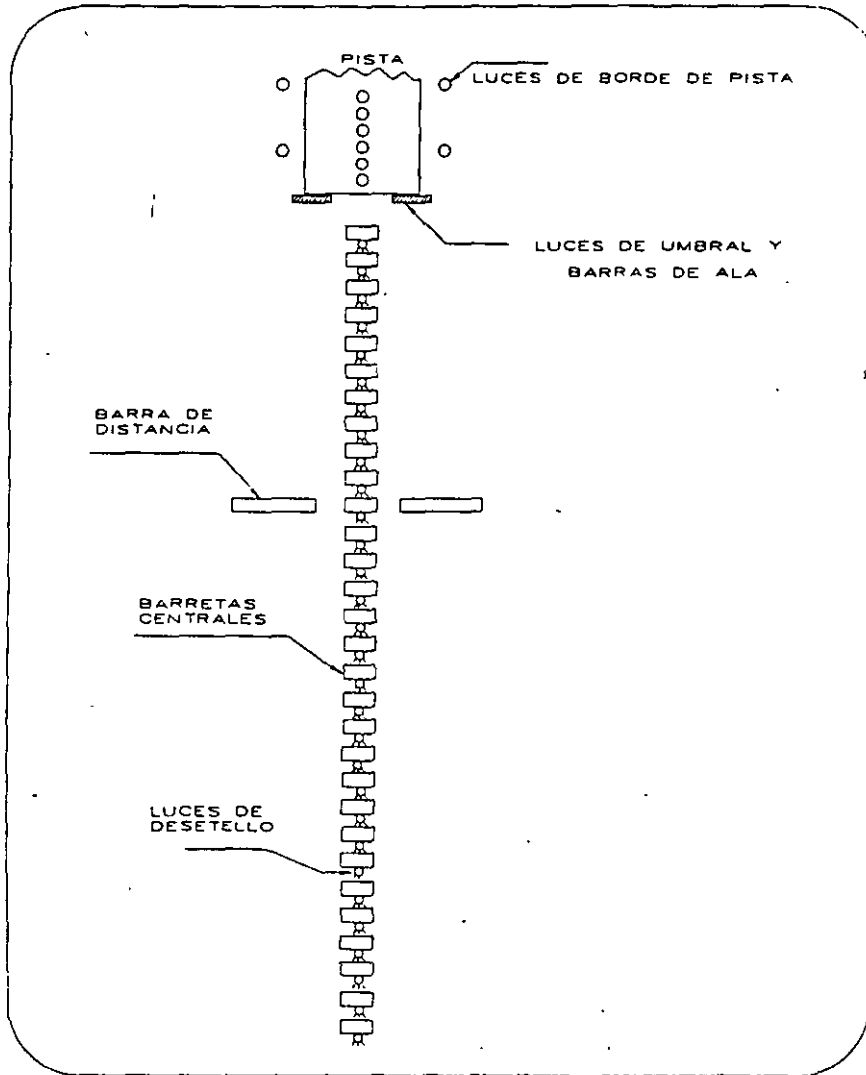 PISTA
LUCES DE BORDE DE PISTA
LUCES DE UMBRAL Y
BARRAS DE ALA
BARRA DE
DISTANCIA
BARRETAS
CENTRALES
LUCES DE
DESETELLO